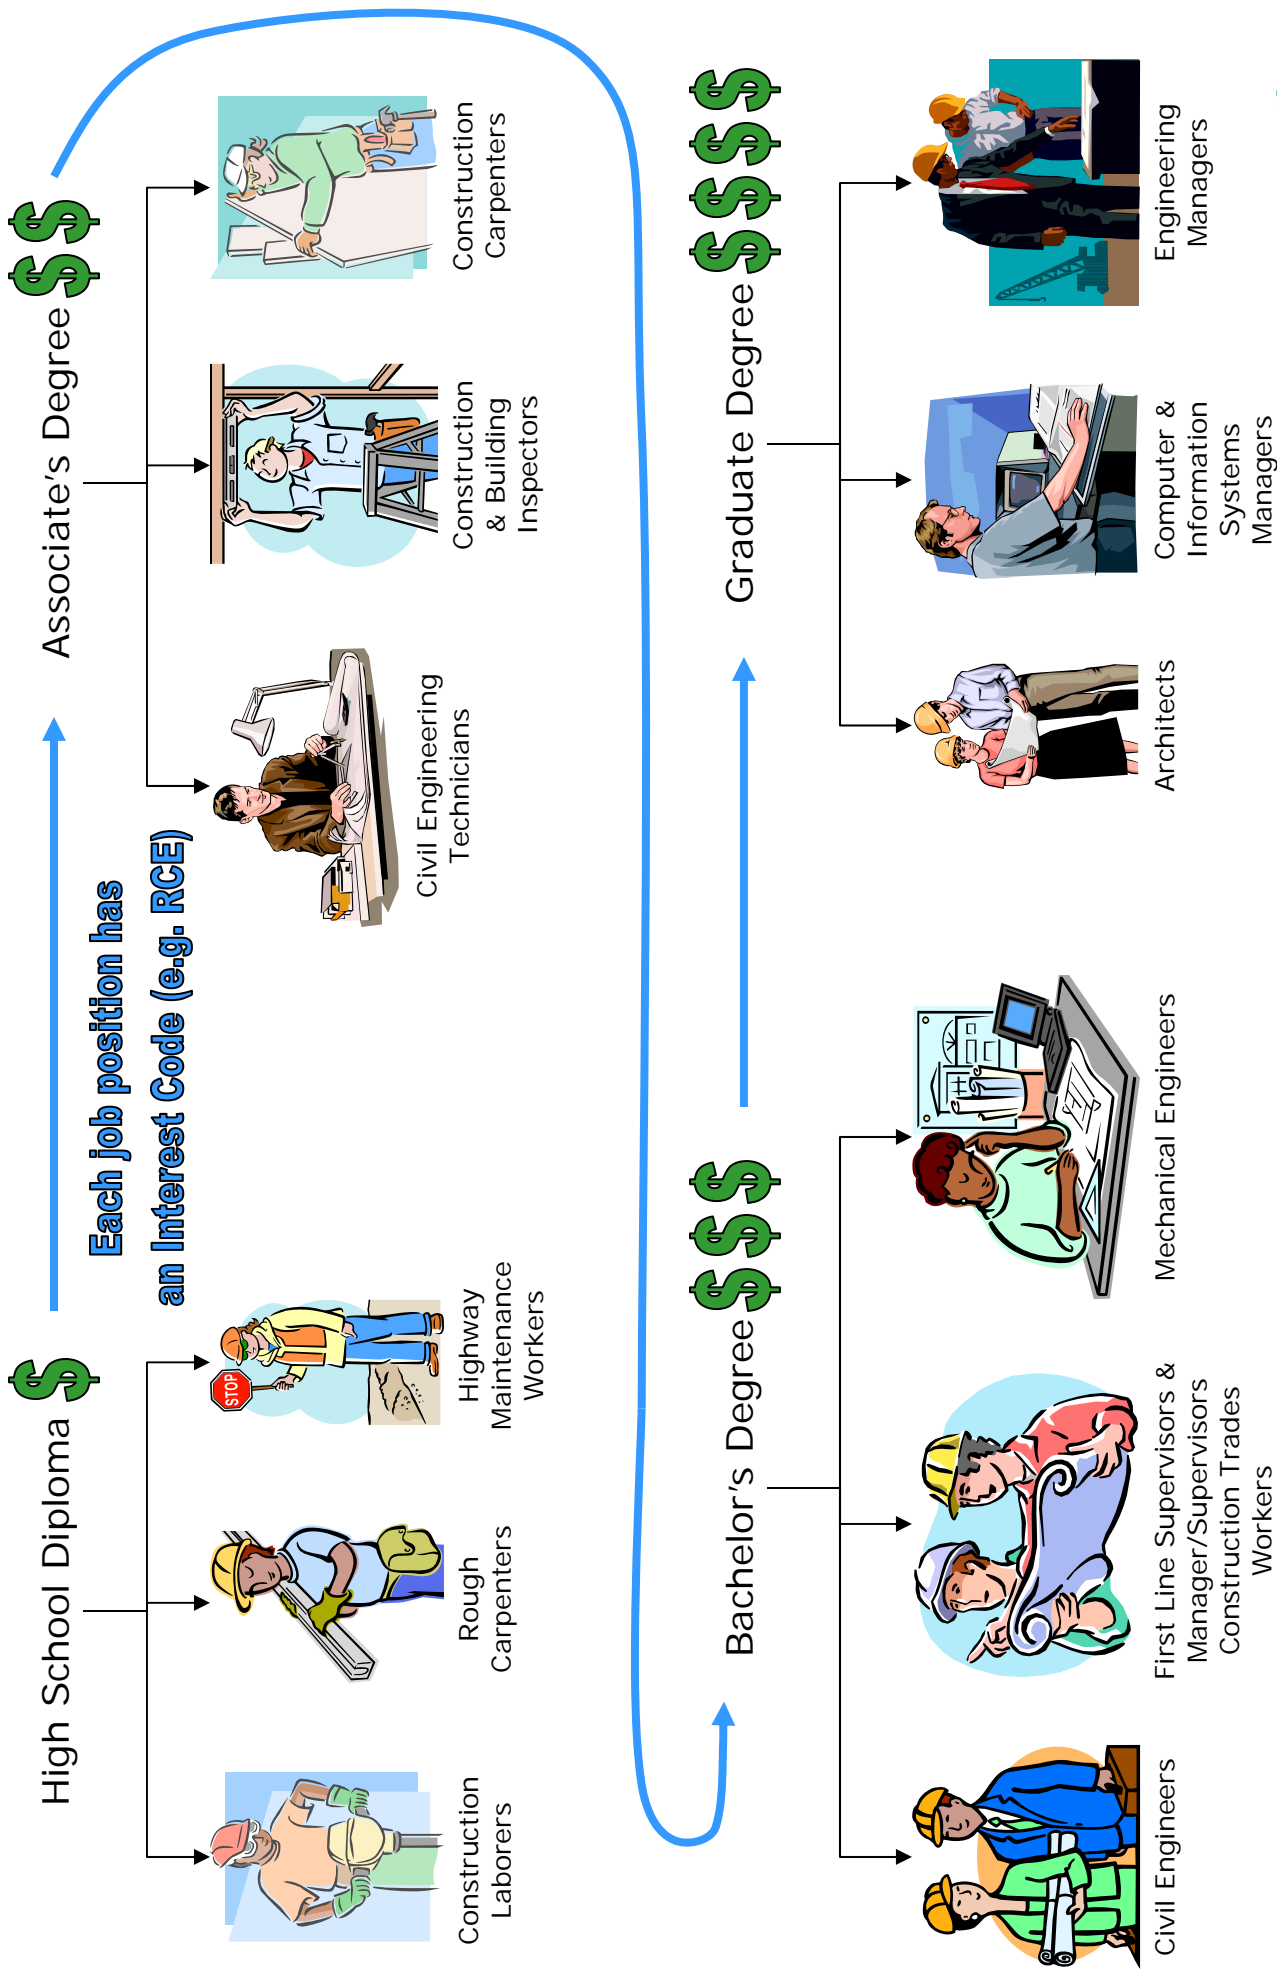 High School Diploma $
Associate's Degree $ $
Each job position has
an Interest Code (e.g. RCE)
STOP
Construction
Laborers
Rough
Carpenters
Highway
Maintenance
Workers
Civil Engineering
Technicians
Construction
& Building
Inspectors
Construction
Carpenters
Bachelor's Degree $ $ $
Graduate Degree $ $ $ $
Civil Engineers
First Line Supervisors &
Manager/Supervisors
Construction Trades
Workers
Mechanical Engineers
Architects
Computer &
Information
Systems
Managers
Engineering
Managers